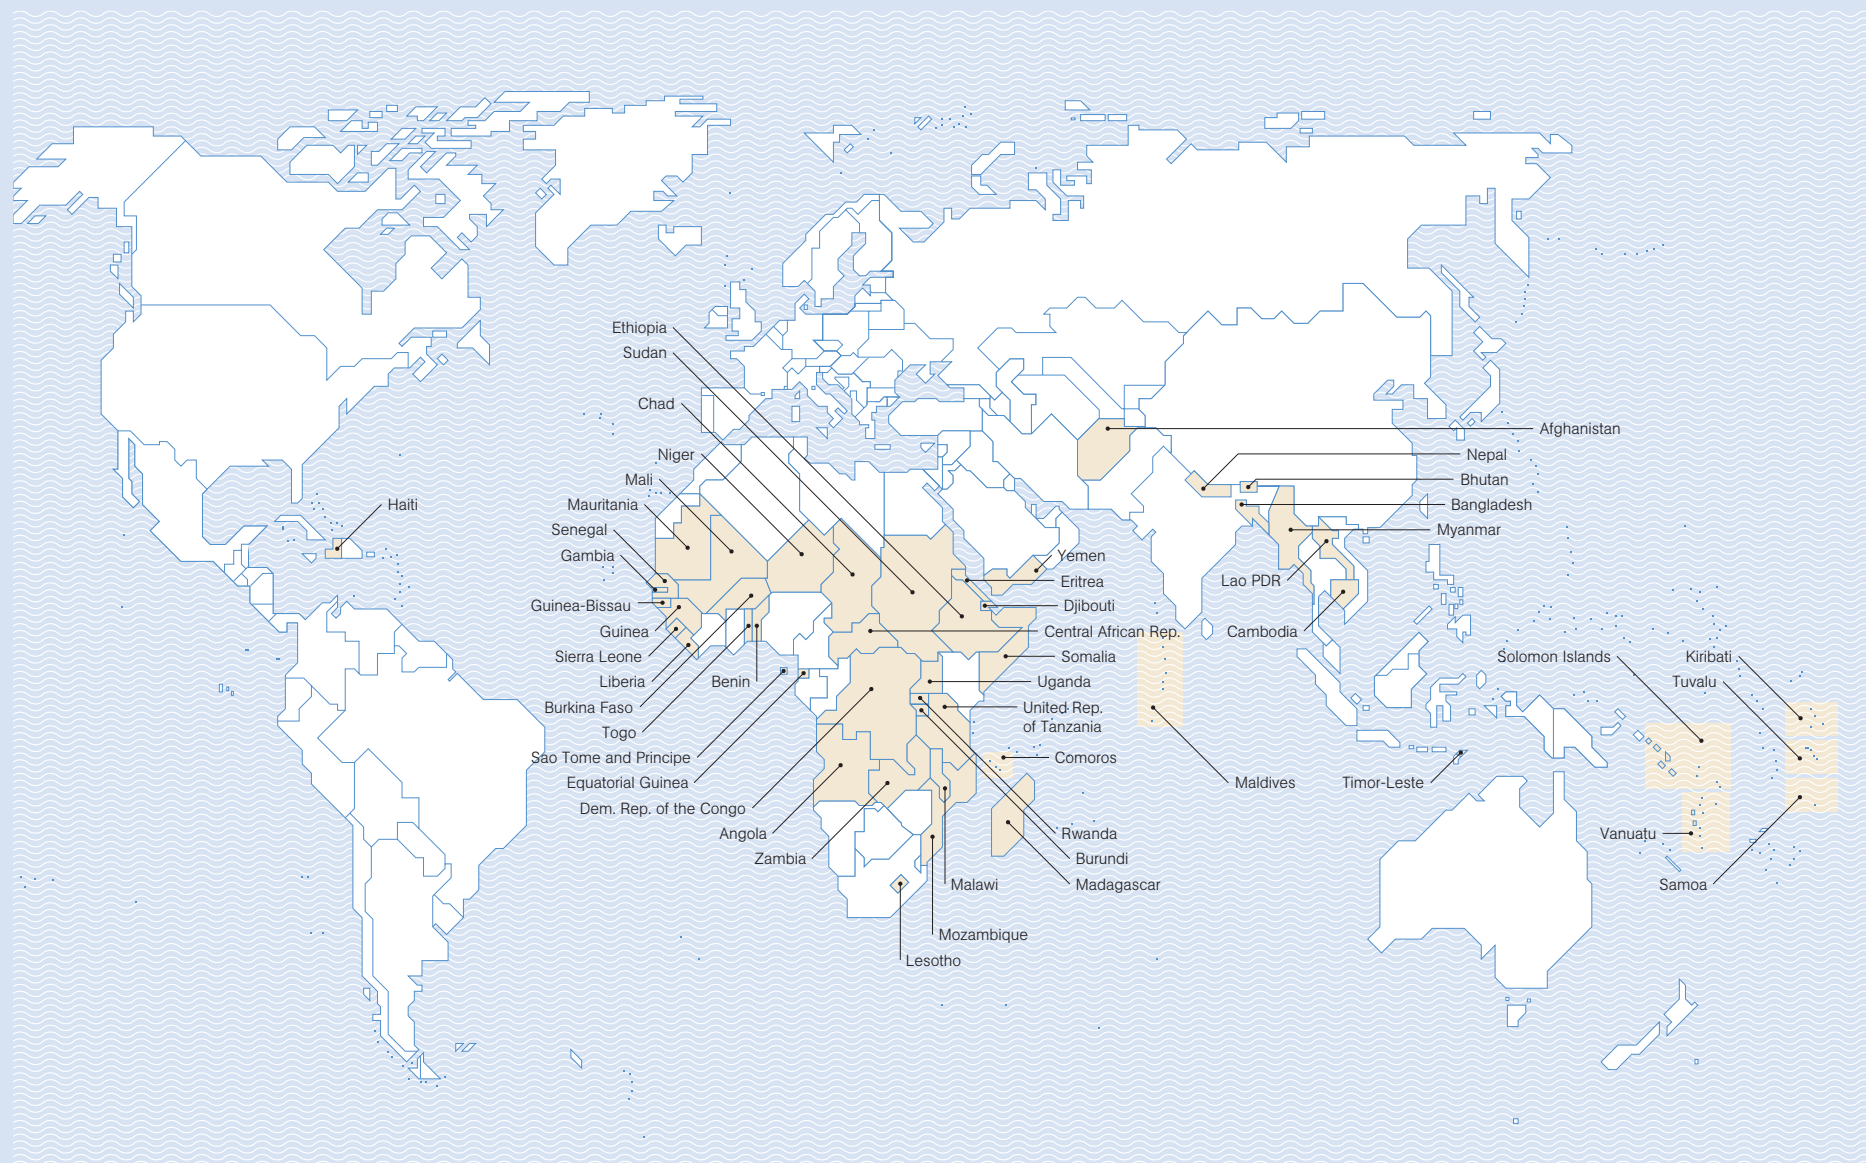 Ethiopia
Sudan
Chad
Niger
Mali
Mauritania
Senegal
Gambia
Guinea-Bissau
Guinea
Sierra Leone
Liberia
Burkina Faso
Togo
Benin
Sao Tome and Principe
Equatorial Guinea
Dem. Rep. of the Congo
Angola
Zambia
Haiti
Afghanistan
Nepal
Bhutan
Bangladesh
Myanmar
Lao PDR
Cambodia
Yemen
Eritrea
Djibouti
Central African Rep.
Somalia
Uganda
United Rep.
of Tanzania
Comoros
Rwanda
Burundi
Madagascar
Malawi
Mozambique
Lesotho
Maldives
Timor-Leste
Solomon Islands
Kiribati
Tuvalu
Vanuatu
Samoa